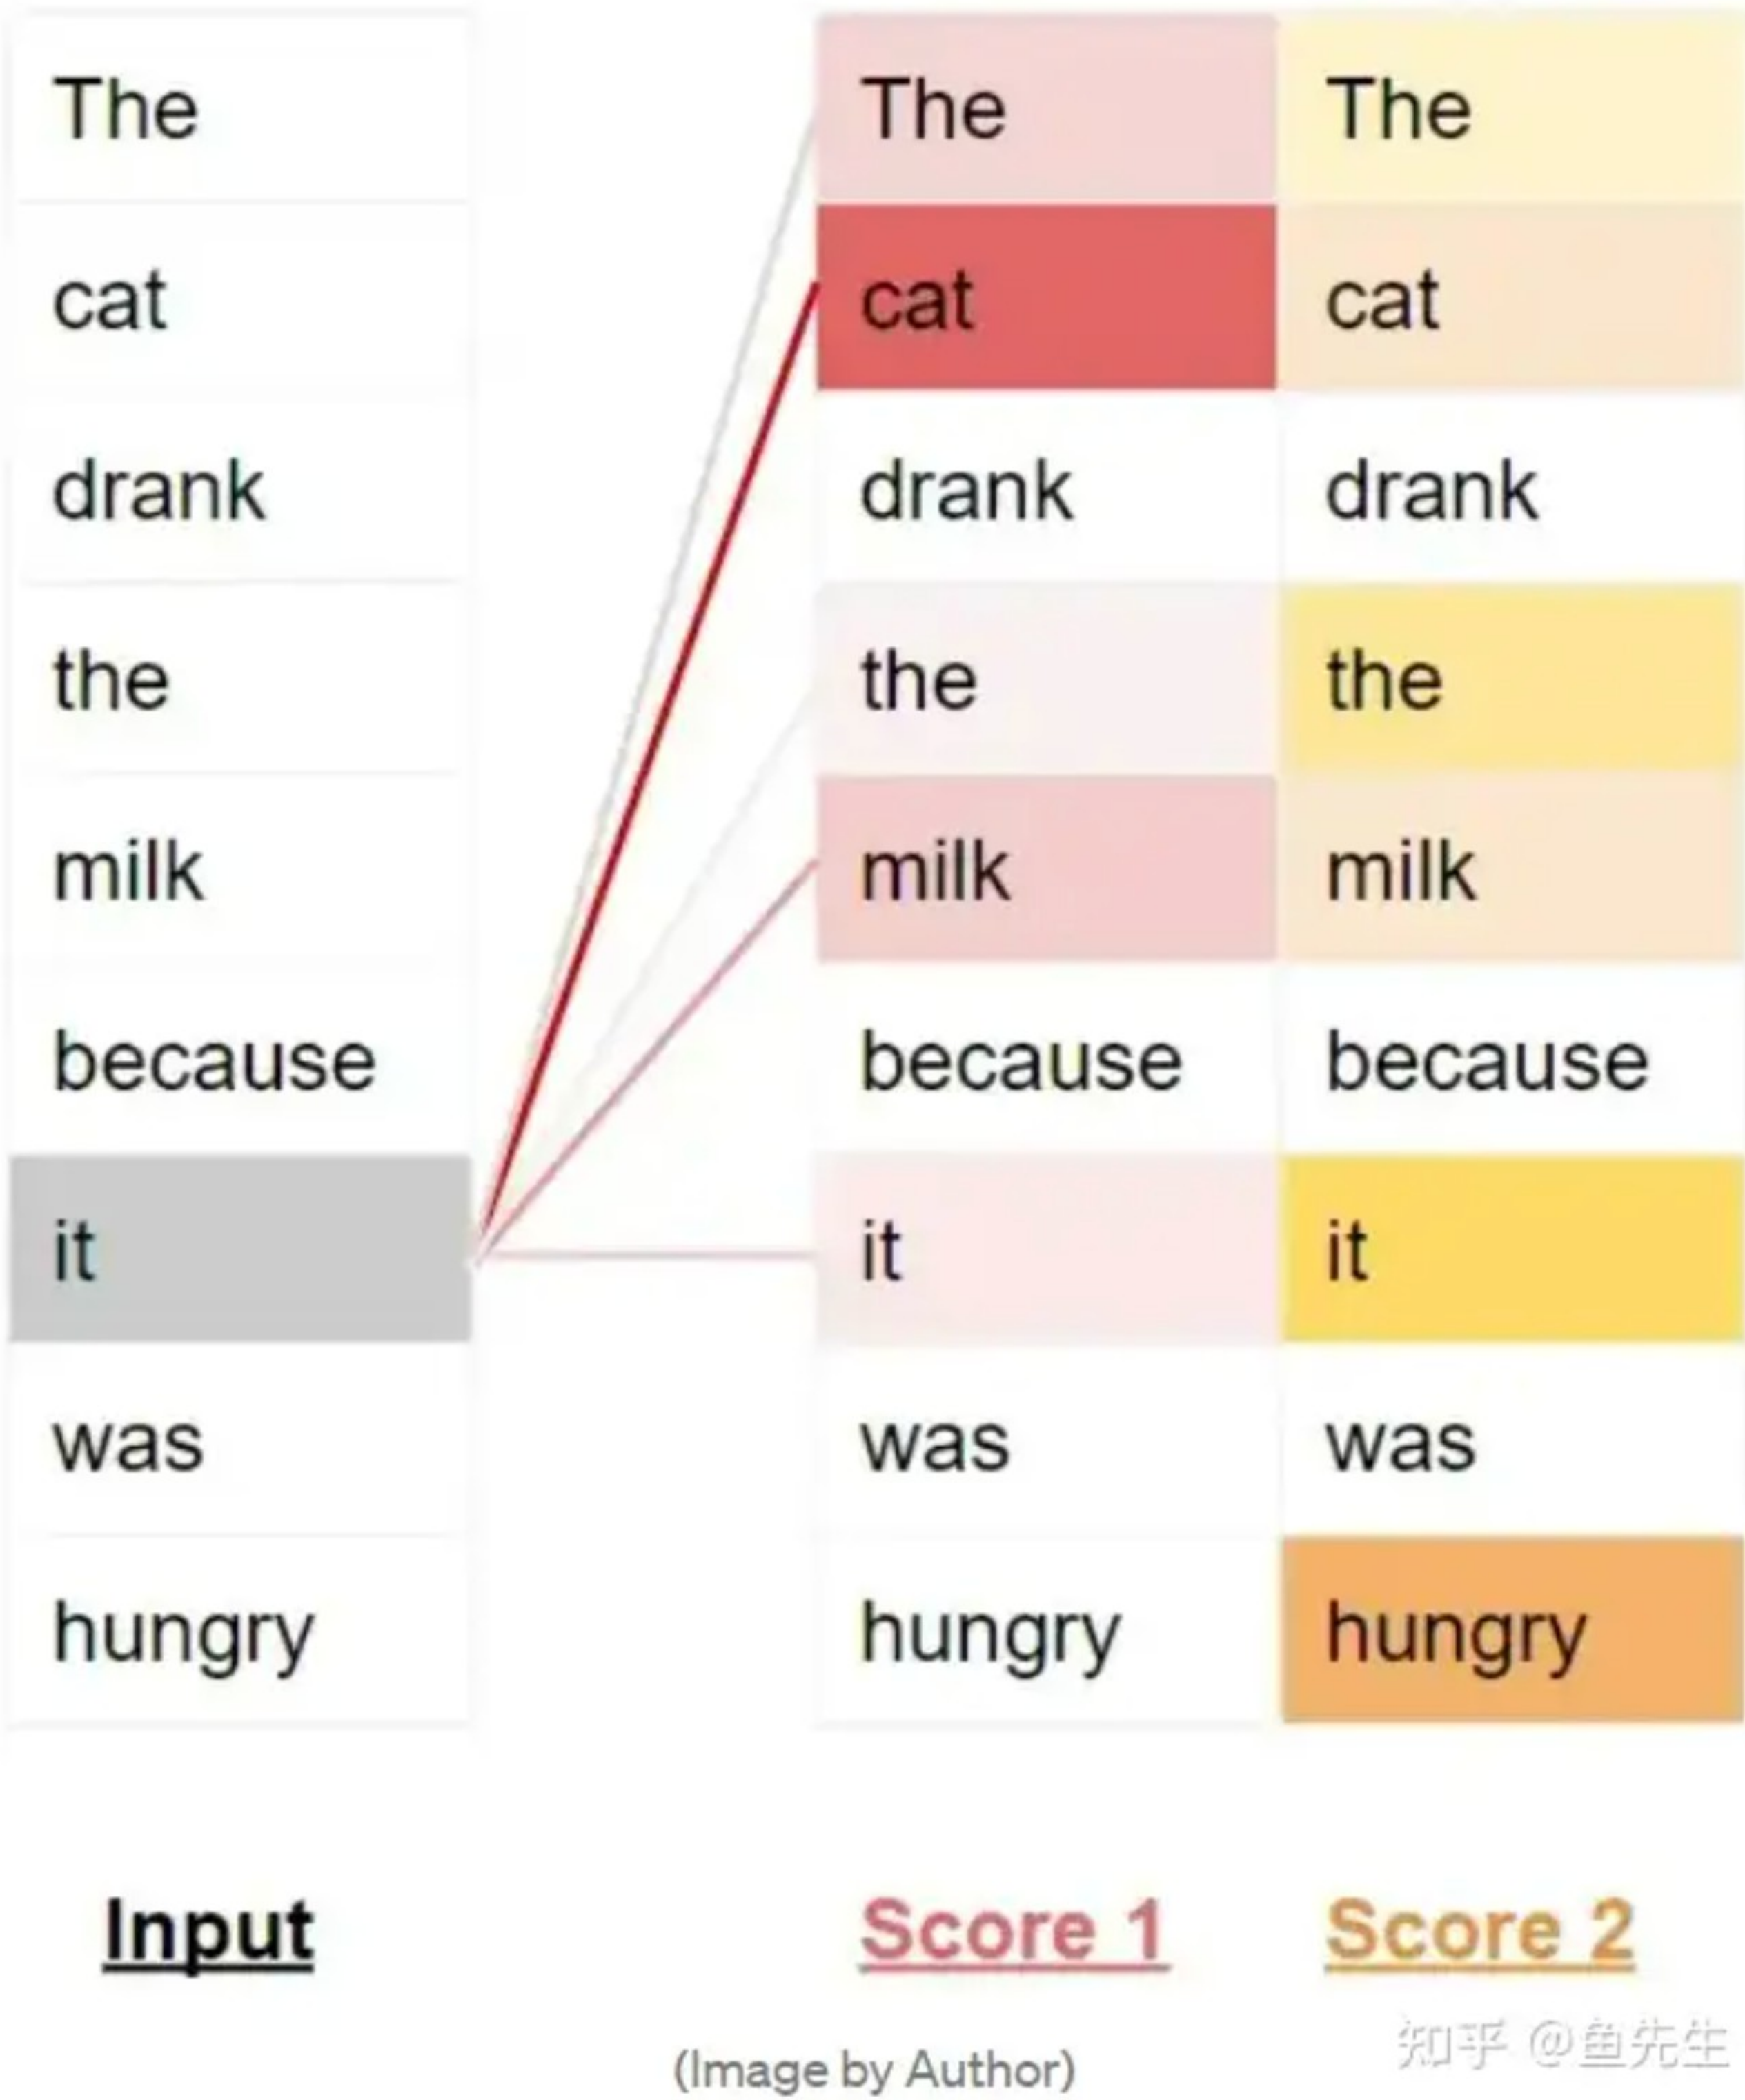 The The The
cat cat cat
drank drank drank
the the the
milk milk milk
because because because
it it it
was was was
hungry hungry hungry
Input Score 1 Score 2
(Image by Author)
知乎 @鱼先生